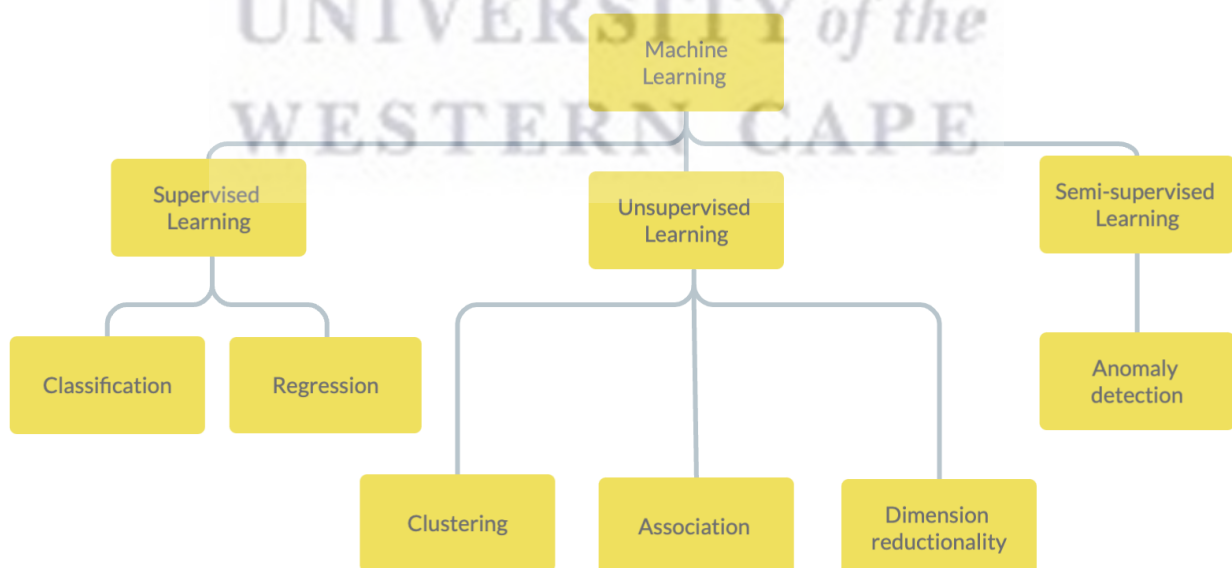 UNIVERSITY of the
WESTERN CAPE
Machine
Learning
Supervised
Learning
Unsupervised
Learning
Semi-supervised
Learning
Classification
Regression
Anomaly
detection
Clustering
Association
Dimension
reductionality